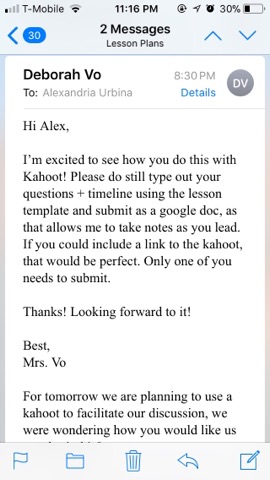 T-Mobile 11:16 PM 30%
30 2 Messages
Lesson Plans
Deborah Vo 8:30 PM DV
To: Alexandria Urbina Details
Hi Alex,
I'm excited to see how you do this with
Kahoot! Please do still type out your
questions + timeline using the lesson
template and submit as a google doc, as
that allows me to take notes as you lead.
If you could include a link to the kahoot,
that would be perfect. Only one of you
needs to submit.
Thanks! Looking forward to it!
Best,
Mrs. Vo
For tomorrow we are planning to use a
kahoot to facilitate our discussion, we
were wondering how you would like us